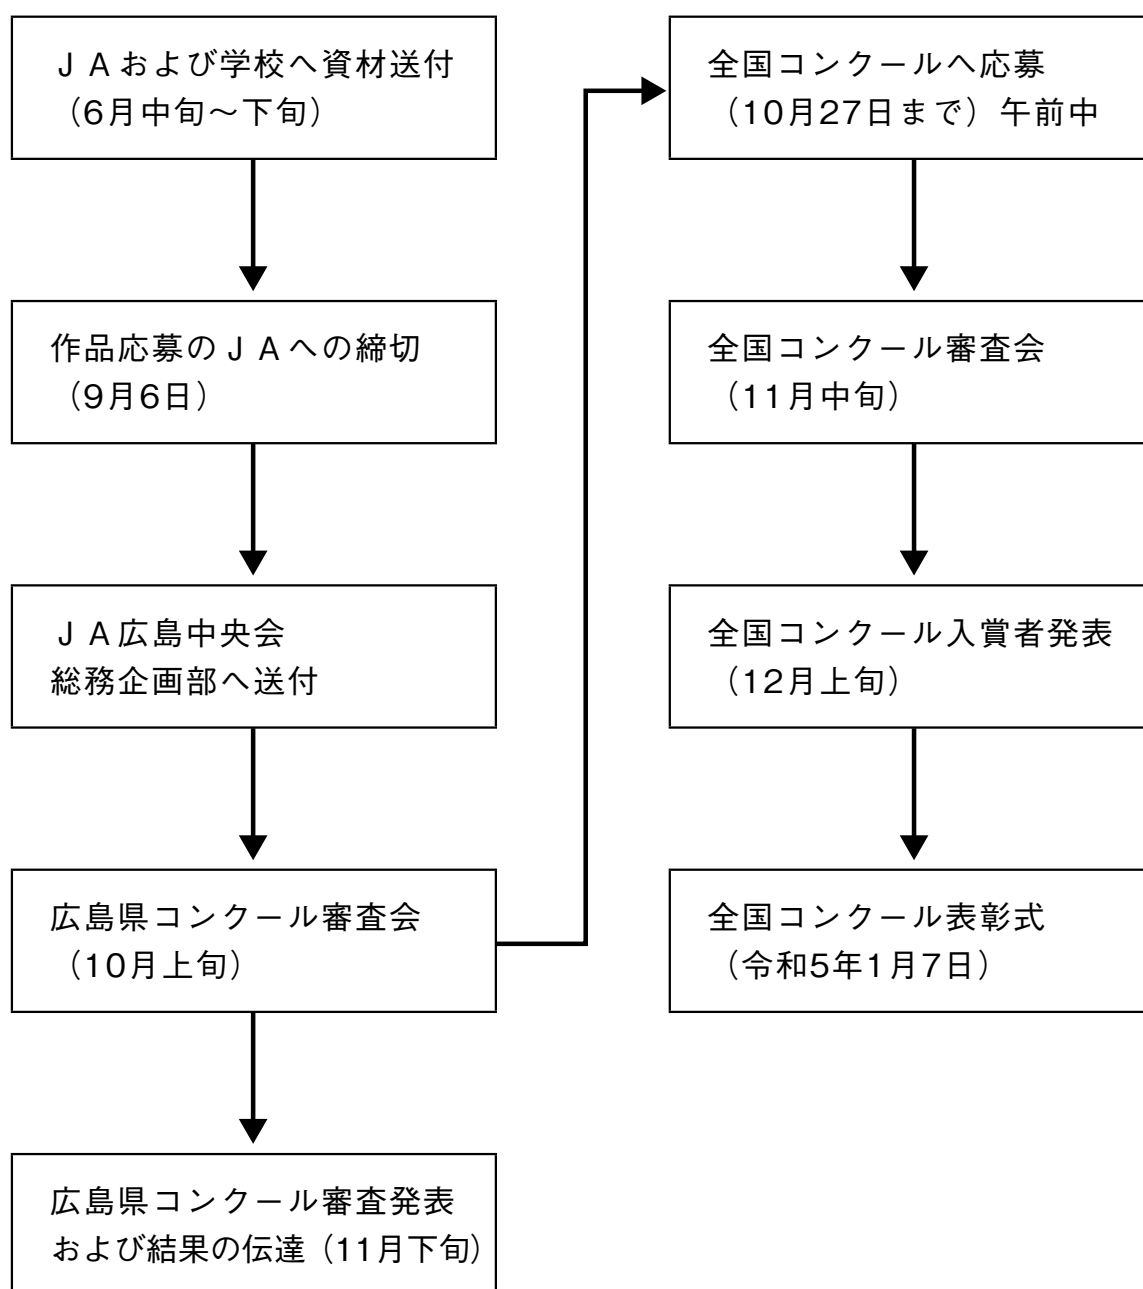 ＪＡおよび学校へ資材送付
（6月中旬～下旬）
作品応募のＪＡへの締切
（9月6日）
ＪＡ広島中央会
総務企画部へ送付
広島県コンクール審査会
（10月上旬）
広島県コンクール審査発表
および結果の伝達（11月下旬）
全国コンクールへ応募
（10月27日まで）午前中
全国コンクール審査会
（11月中旬）
全国コンクール入賞者発表
（12月上旬）
全国コンクール表彰式
（令和5年1月7日）